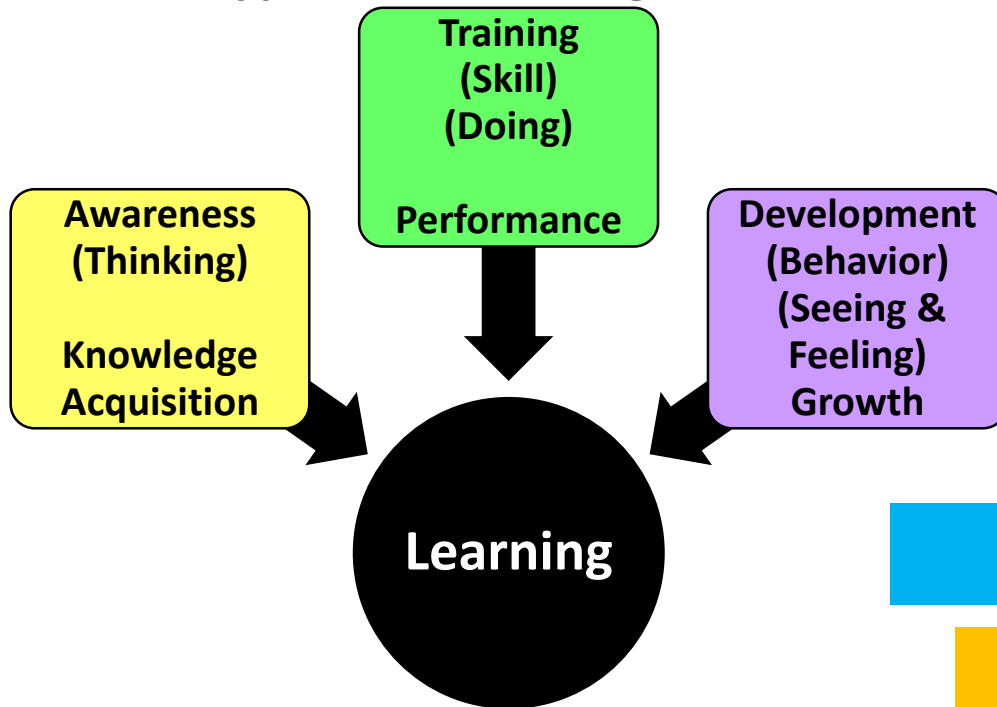 Training
(Skill)
(Doing)
Performance
Awareness
(Thinking)
Knowledge
Acquisition
Development
(Behavior)
(Seeing &
Feeling)
Growth
Learning